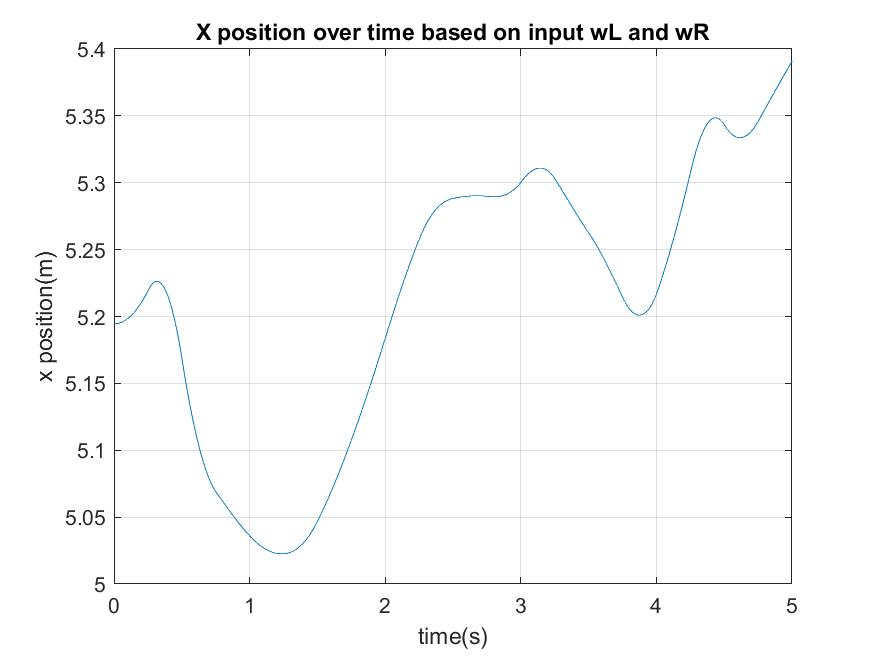 X position over time based on input wL and wR
5.4
5.35
5.3
5.25
5.2
5.15
5.1
5.05
5
x position(m)
0 1 2 3 4 5
time(s)